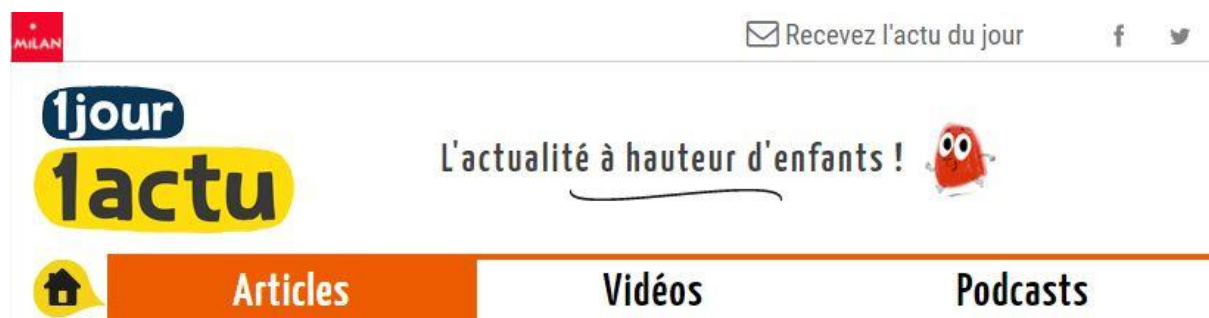 MiLAN
Recevez l'actu du jour
1jour
1actu
L'actualité à hauteur d'enfants !
Articles Vidéos Podcasts